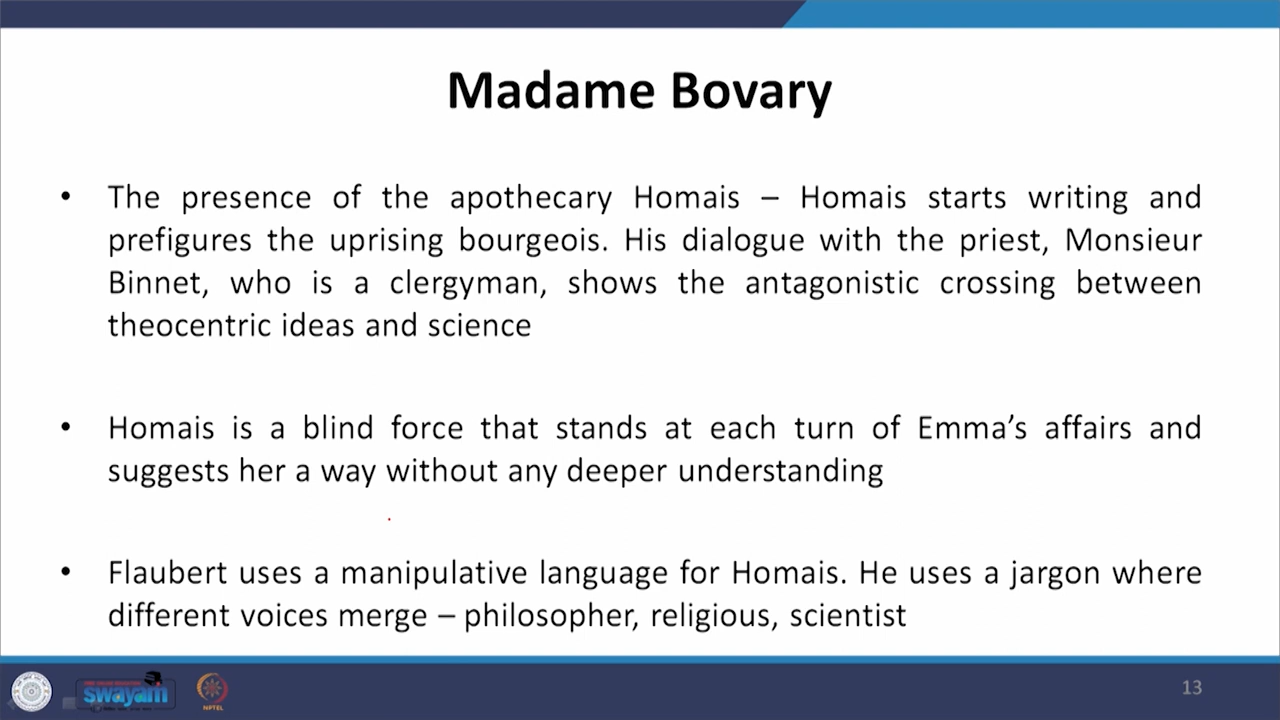 Madame Bovary
• The presence of the apothecary Homais – Homais starts writing and
prefigures the uprising bourgeois. His dialogue with the priest, Monsieur
Binnet, who is a clergyman, shows the antagonistic crossing between
theocentric ideas and science
• Homais is a blind force that stands at each turn of Emma’s affairs and
suggests her a way without any deeper understanding
• Flaubert uses a manipulative language for Homais. He uses a jargon where
different voices merge – philosopher, religious, scientist
swayam
NPTEL
13